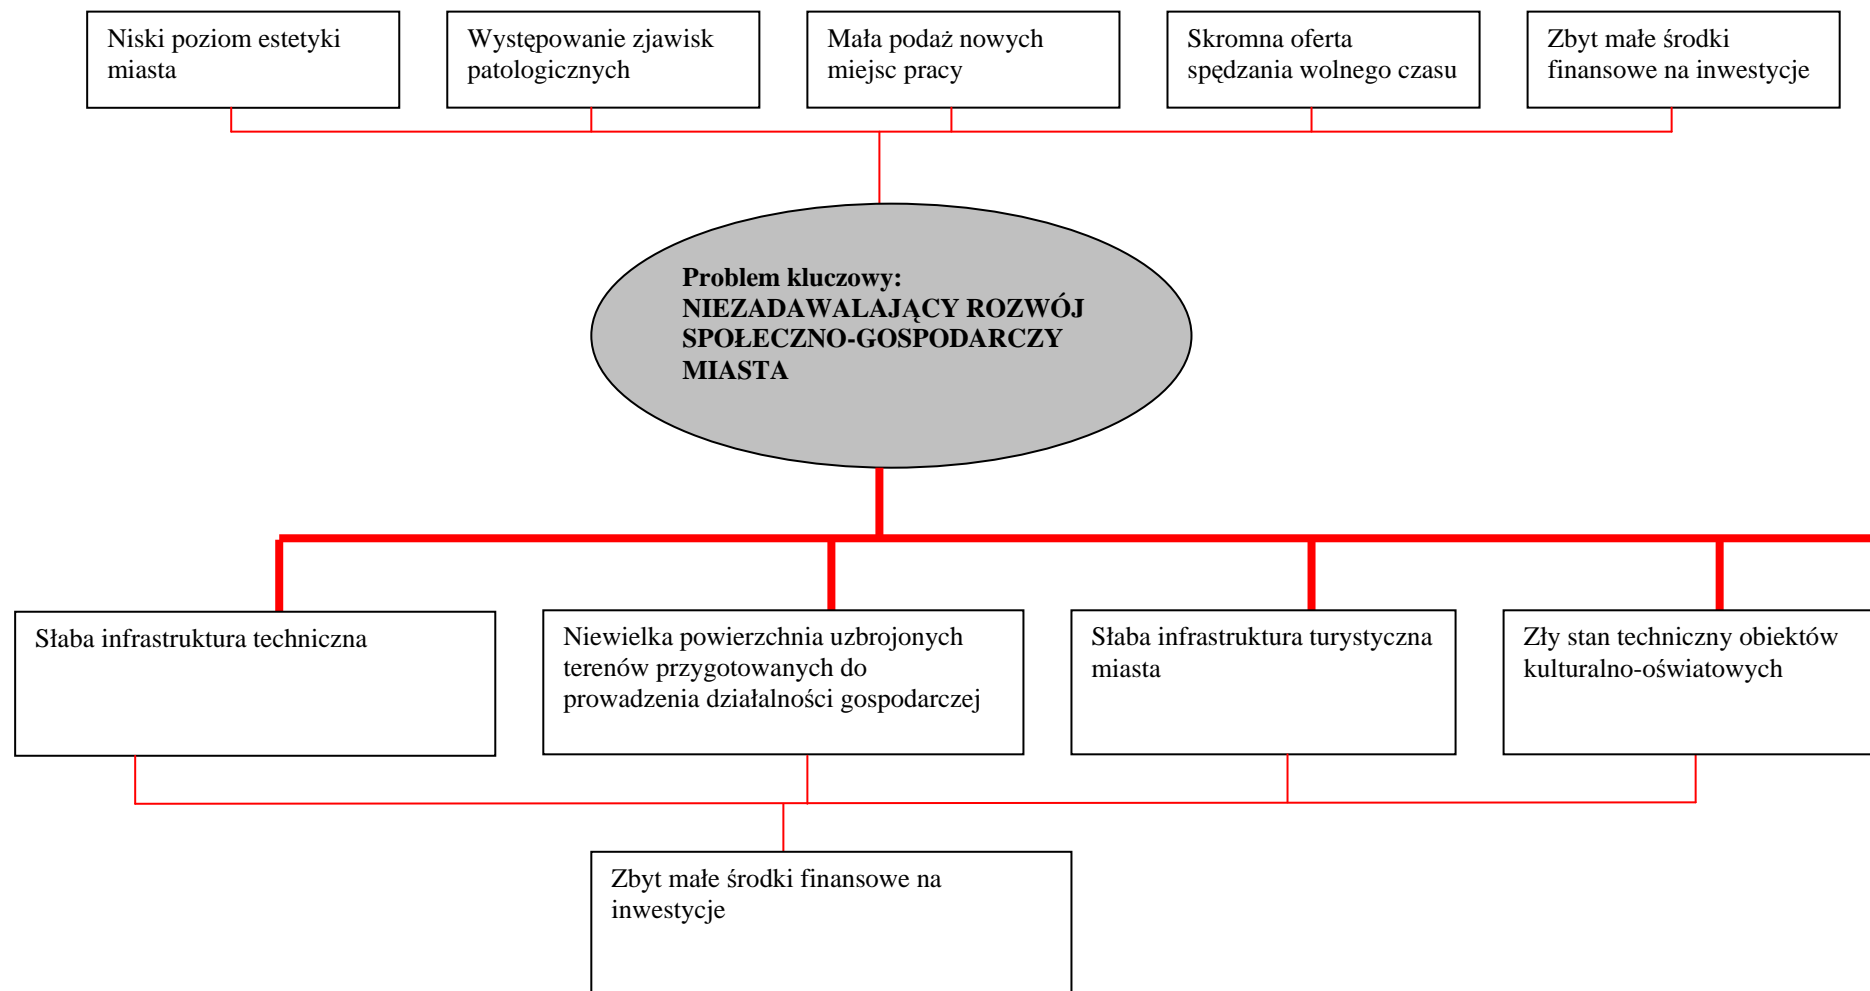 Niski poziom estetyki
miasta
Występowanie zjawisk
patologicznych
Mała podaż nowych
miejsc pracy
Skromna oferta
spędzania wolnego czasu
Zbyt małe środki
finansowe na inwestycje
Problem kluczowy:
NIEZADAWALAJĄCY ROZWÓJ
SPOŁECZNO-GOSPODARCZY
MIASTA
Słaba infrastruktura techniczna
Niewielka powierzchnia uzbrojonych
terenów przygotowanych do
prowadzenia działalności gospodarczej
Słaba infrastruktura turystyczna
miasta
Zły stan techniczny obiektów
kulturalno-oświatowych
Zbyt małe środki finansowe na
inwestycje